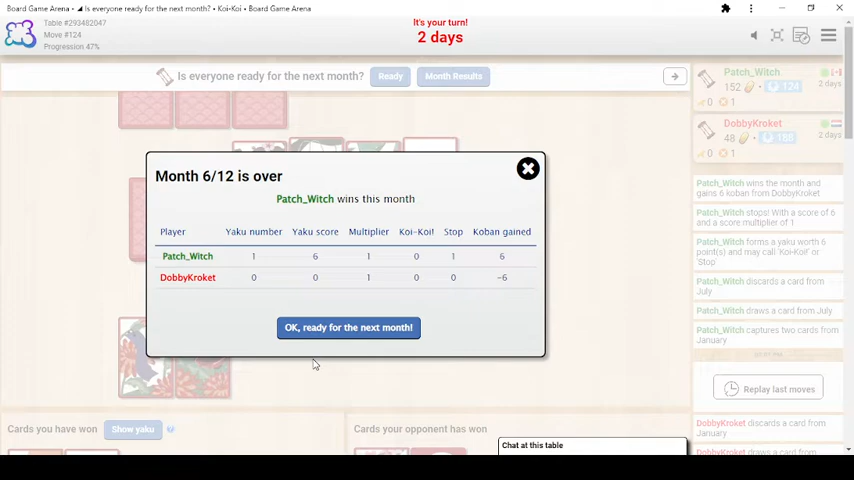 Board Game Arena • ◢ Is everyone ready for the next month? • Koi-Koi • Board Game Arena
Table #293482047
Move #124
Progression 47%
It's your turn!
2 days
Is everyone ready for the next month?
Ready
Month Results
Patch_Witch
152
124
2 days
0
1
DobbyKroket
48
188
2 days
0
1
Month 6/12 is over
Patch_Witch wins this month
Player Yaku number Yaku score Multiplier Koi-Koi! Stop Koban gained
Patch_Witch 1 6 1 0 1 6
DobbyKroket 0 0 1 0 0 -6
OK, ready for the next month!
Patch_Witch wins the month and
gains 6 koban from DobbyKroket
Patch_Witch stops! With a score of 6
and a score multiplier of 1
Patch_Witch forms a yaku worth 6
point(s) and may call 'Koi-Koi!' or
'Stop'
Patch_Witch discards a card from
July
Patch_Witch draws a card from July
Patch_Witch captures two cards from
January
Replay last moves
DobbyKroket discards a card from
January
Cards you have won
Show yaku
Cards your opponent has won
Chat at this table